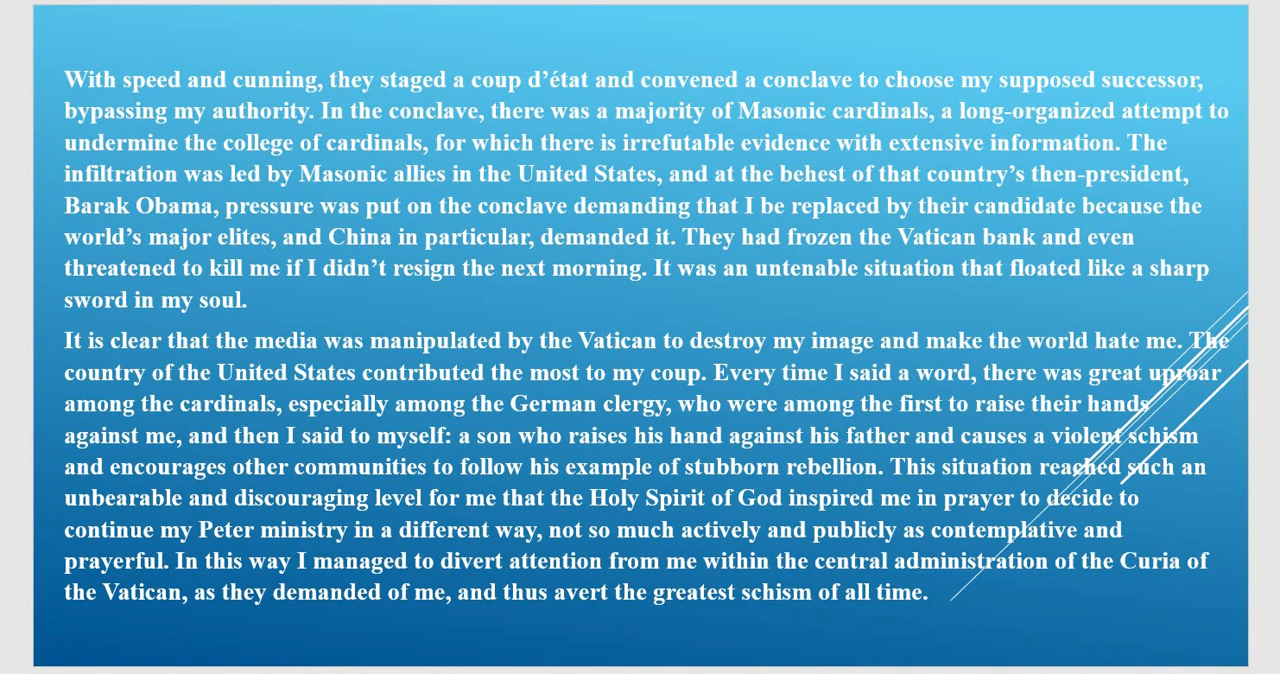 With speed and cunning, they staged a coup d’état and convened a conclave to choose my supposed successor,
bypassing my authority. In the conclave, there was a majority of Masonic cardinals, a long-organized attempt to
undermine the college of cardinals, for which there is irrefutable evidence with extensive information. The
infiltration was led by Masonic allies in the United States, and at the behest of that country’s then-president,
Barak Obama, pressure was put on the conclave demanding that I be replaced by their candidate because the
world’s major elites, and China in particular, demanded it. They had frozen the Vatican bank and even
threatened to kill me if I didn’t resign the next morning. It was an untenable situation that floated like a sharp
sword in my soul.
It is clear that the media was manipulated by the Vatican to destroy my image and make the world hate me. The
country of the United States contributed the most to my coup. Every time I said a word, there was great uproar
among the cardinals, especially among the German clergy, who were among the first to raise their hands
against me, and then I said to myself: a son who raises his hand against his father and causes a violent schism
and encourages other communities to follow his example of stubborn rebellion. This situation reached such an
unbearable and discouraging level for me that the Holy Spirit of God inspired me in prayer to decide to
continue my Peter ministry in a different way, not so much actively and publicly as contemplative and
prayerful. In this way I managed to divert attention from me within the central administration of the Curia of
the Vatican, as they demanded of me, and thus avert the greatest schism of all time.